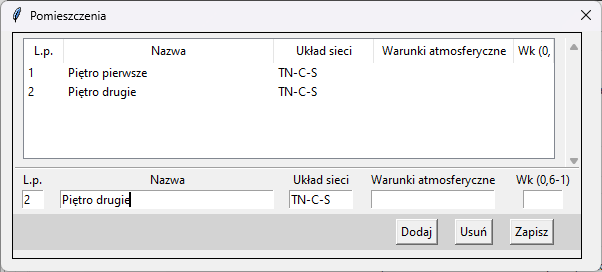 Pomieszczenia
L.p. Nazwa Układ sieci Warunki atmosferyczne Wk (0,
1 Piętro pierwsze TN-C-S
2 Piętro drugie TN-C-S
L.p. Nazwa Układ sieci Warunki atmosferyczne Wk (0,6-1)
2 Piętro drugie TN-C-S
Dodaj Usuń Zapisz